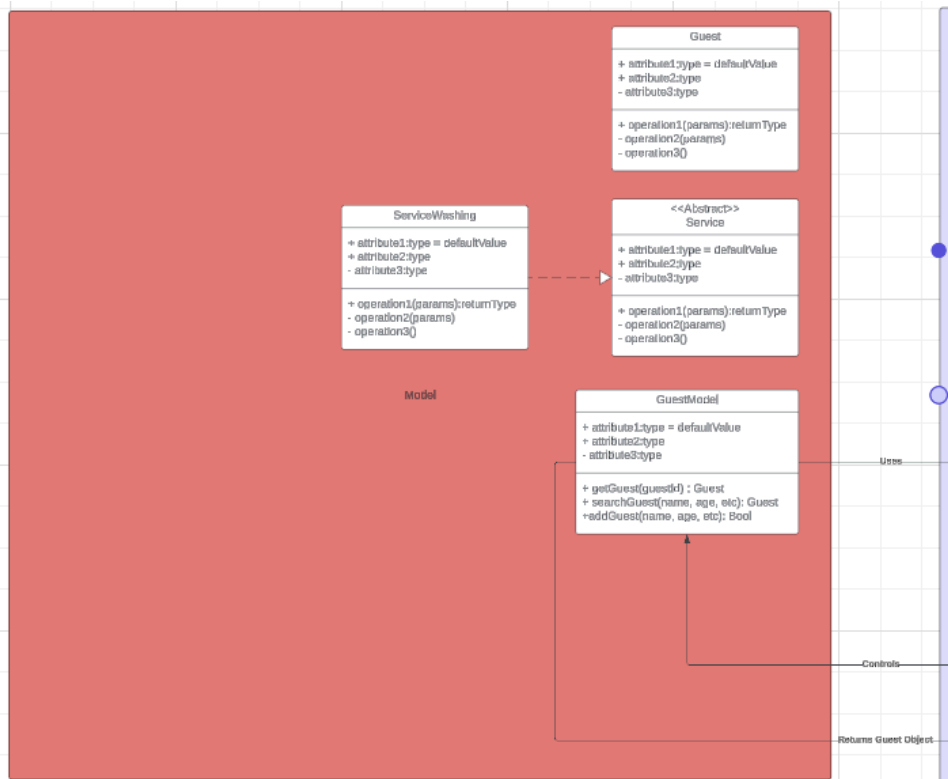 Guest
+ attribute1:type = defaultValue
+ attribute2:type
- attribute3:type
+ operation1(params):returnType
- operation2(params)
- operation3()
ServiceWashing
+ attribute1:type = defaultValue
+ attribute2:type
- attribute3:type
+ operation1(params):returnType
- operation2(params)
- operation3()
<<Abstract>>
Service
+ attribute1:type = defaultValue
+ attribute2:type
- attribute3:type
+ operation1(params):returnType
- operation2(params)
- operation3()
Model
GuestModel
+ attribute1:type = defaultValue
+ attribute2:type
- attribute3:type
+ getGuest(guestId) : Guest
+ searchGuest(name, age, etc): Guest
+addGuest(name, age, etc): Bool
Uses
Controls
Returns Guest Object